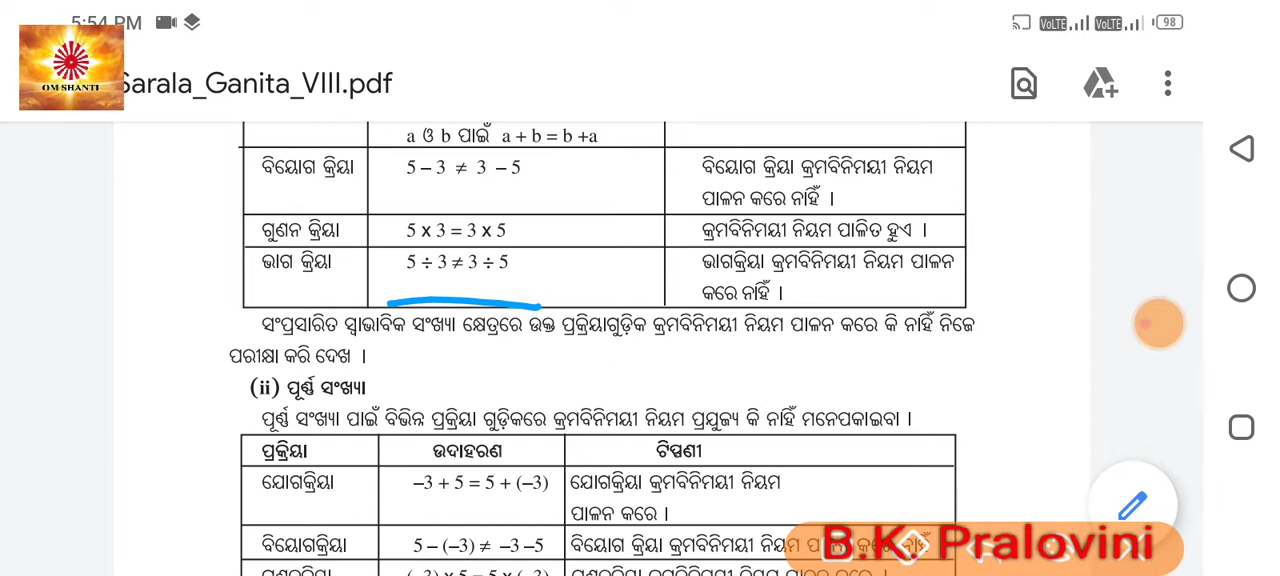 5:54 PM
VoLTE VoLTE 98
OM SHANTI
Sarala_Ganita_VIII.pdf
a ଓ b ପାଇଁ a + b = b +a
ବିୟୋଗ କ୍ରିୟା 5 – 3 ≠ 3 – 5 ବିୟୋଗ କ୍ରିୟା କ୍ରମବିନିମୟୀ ନିୟମ
ପାଳନ କରେ ନାହିଁ ।
ଗୁଣନ କ୍ରିୟା 5 x 3 = 3 x 5 କ୍ରମବିନିମୟୀ ନିୟମ ପାଳିତ ହୁଏ ।
ଭାଗ କ୍ରିୟା 5 ÷ 3 ≠ 3 ÷ 5 ଭାଗକ୍ରିୟା କ୍ରମବିନିମୟୀ ନିୟମ ପାଳନ
କରେ ନାହିଁ ।
ସଂପ୍ରସାରିତ ସ୍ୱାଭାବିକ ସଂଖ୍ୟା କ୍ଷେତ୍ରରେ ଉକ୍ତ ପ୍ରକ୍ରିୟାଗୁଡ଼ିକ କ୍ରମବିନିମୟୀ ନିୟମ ପାଳନ କରେ କି ନାହିଁ ନିଜେ
ପରୀକ୍ଷା କରି ଦେଖ ।
(ii) ପୂର୍ଣ୍ଣ ସଂଖ୍ୟା
ପୂର୍ଣ୍ଣ ସଂଖ୍ୟା ପାଇଁ ବିଭିନ୍ନ ପ୍ରକ୍ରିୟା ଗୁଡ଼ିକରେ କ୍ରମବିନିମୟୀ ନିୟମ ପ୍ରଯୁଜ୍ୟ କି ନାହିଁ ମନେପକାଇବା ।
ପ୍ରକ୍ରିୟା ଉଦାହରଣ ଟିପ୍ପଣୀ
ଯୋଗକ୍ରିୟା –3 + 5 = 5 + (–3) ଯୋଗକ୍ରିୟା କ୍ରମବିନିମୟୀ ନିୟମ
ପାଳନ କରେ ।
ବିୟୋଗକ୍ରିୟା 5 – (–3) ≠ –3 –5 ବିୟୋଗ କ୍ରିୟା କ୍ରମବିନିମୟୀ ନିୟମ
B.K. Pralovini